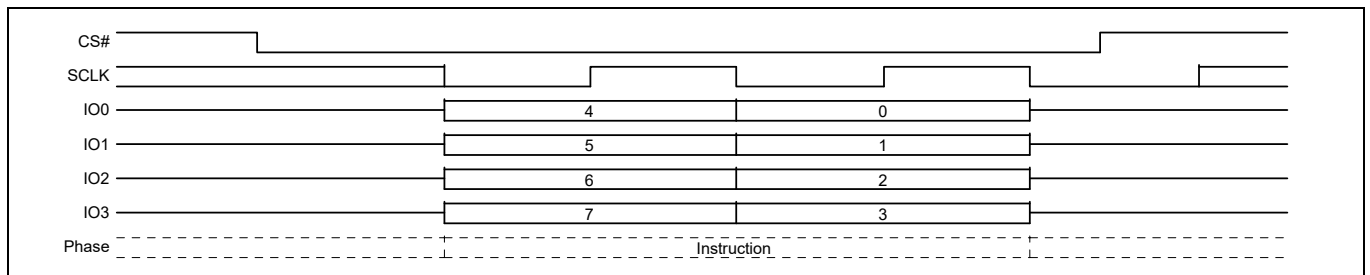 CS#
SCLK
IO0 4 0
IO1 5 1
IO2 6 2
IO3 7 3
Phase Instruction